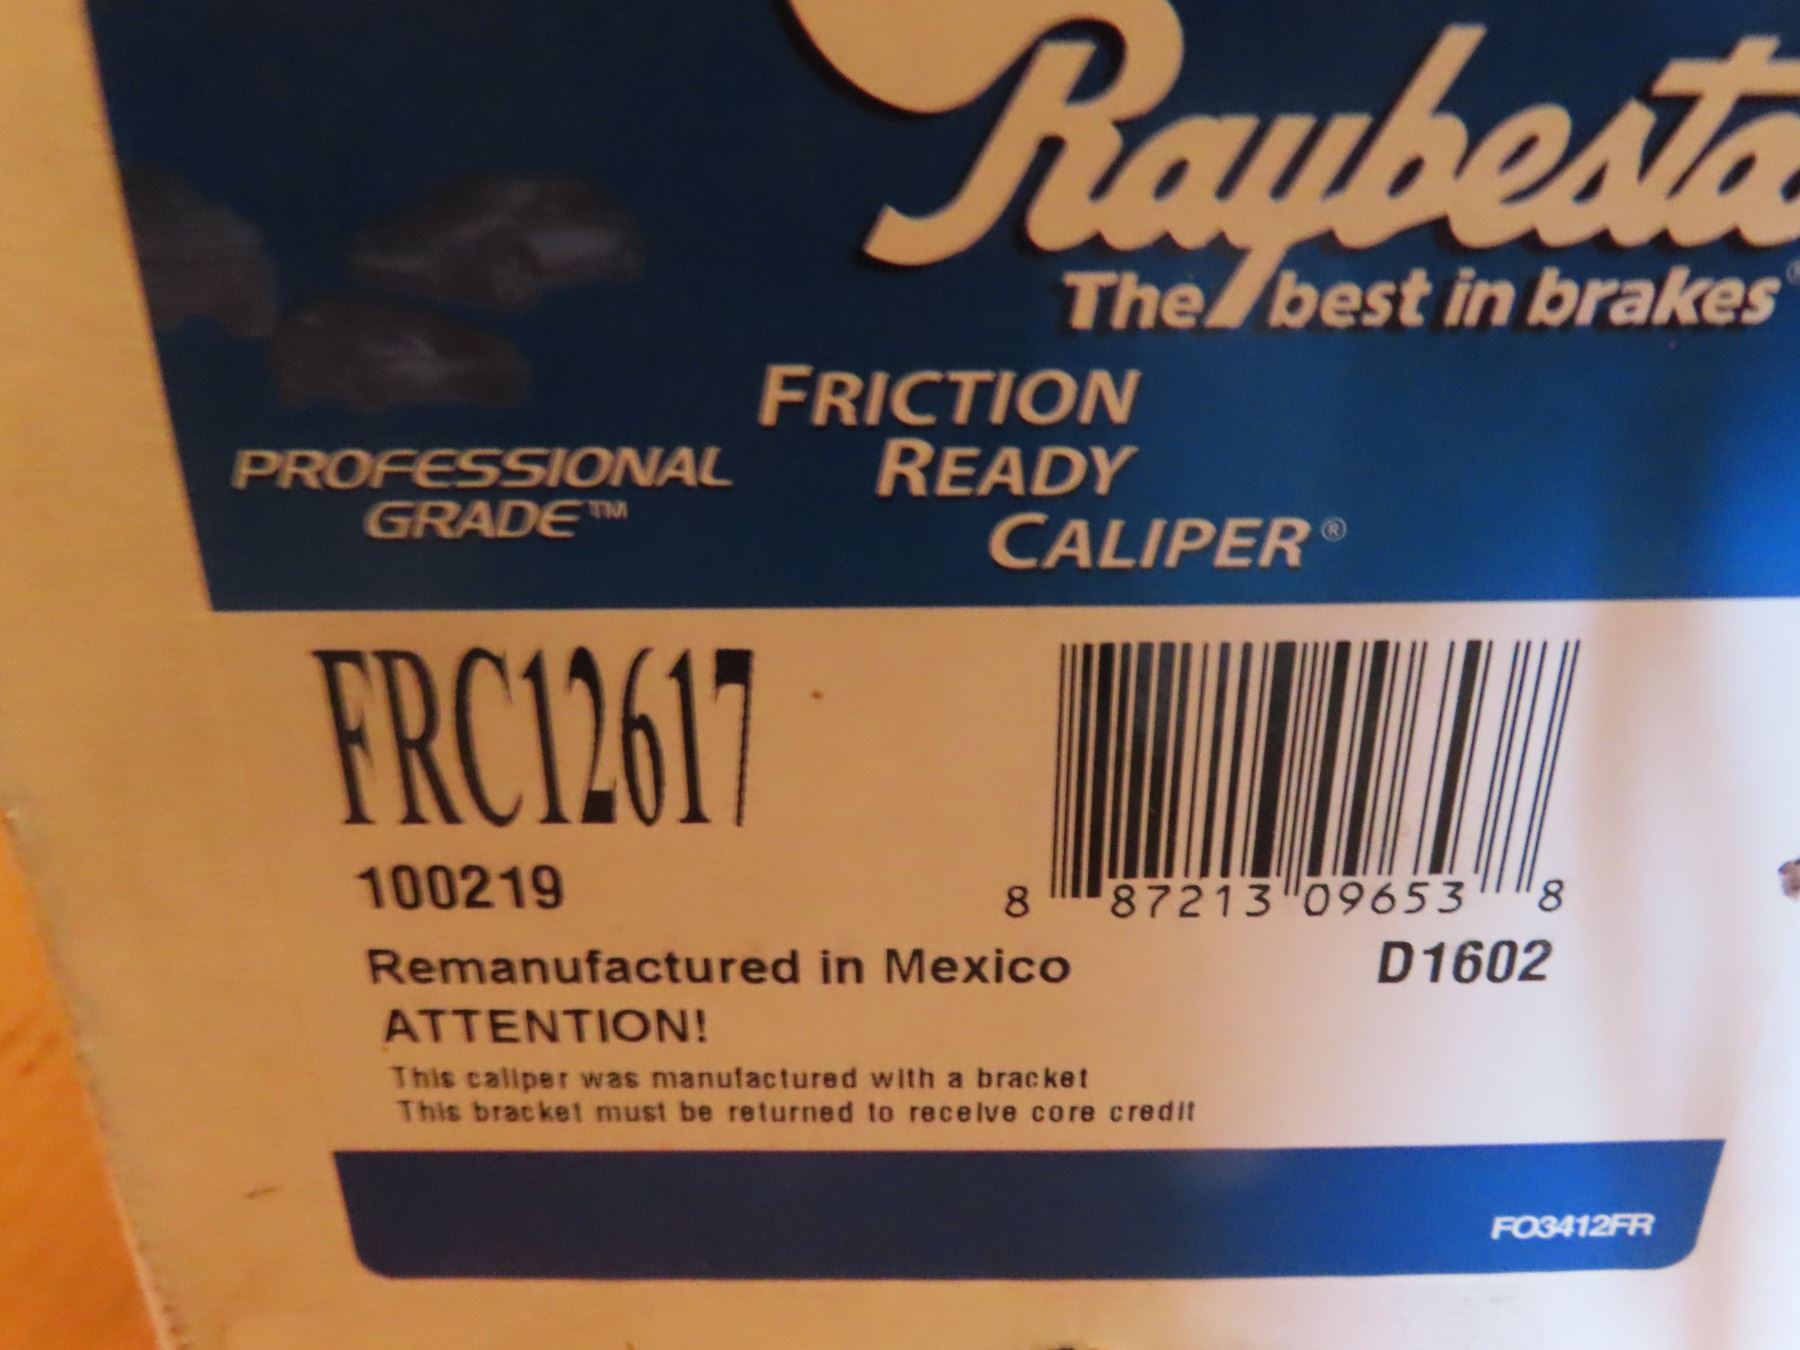 Raybesto
The best in brakes®
FRICTION
READY
CALIPER®
PROFESSIONAL
GRADE™
FRC12617
100219
8 87213 09653 8
Remanufactured in Mexico
D1602
ATTENTION!
This caliper was manufactured with a bracket
This bracket must be returned to receive core credit
FO3412FR